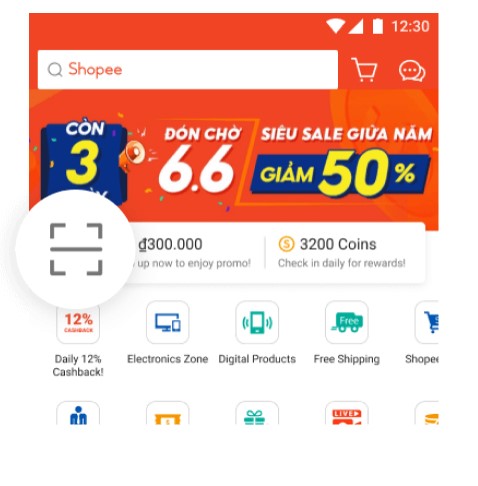 12:30
Shopee
CÒN
3
ĐÓN CHỜ
6.6
SIÊU SALE GIỮA NĂM
GIẢM 50%
₫300.000
up now to enjoy promo!
3200 Coins
Check in daily for rewards!
12%
CASHBACK
Free
Daily 12%
Cashback!
Electronics Zone
Digital Products
Free Shipping
Shopee
LIVE